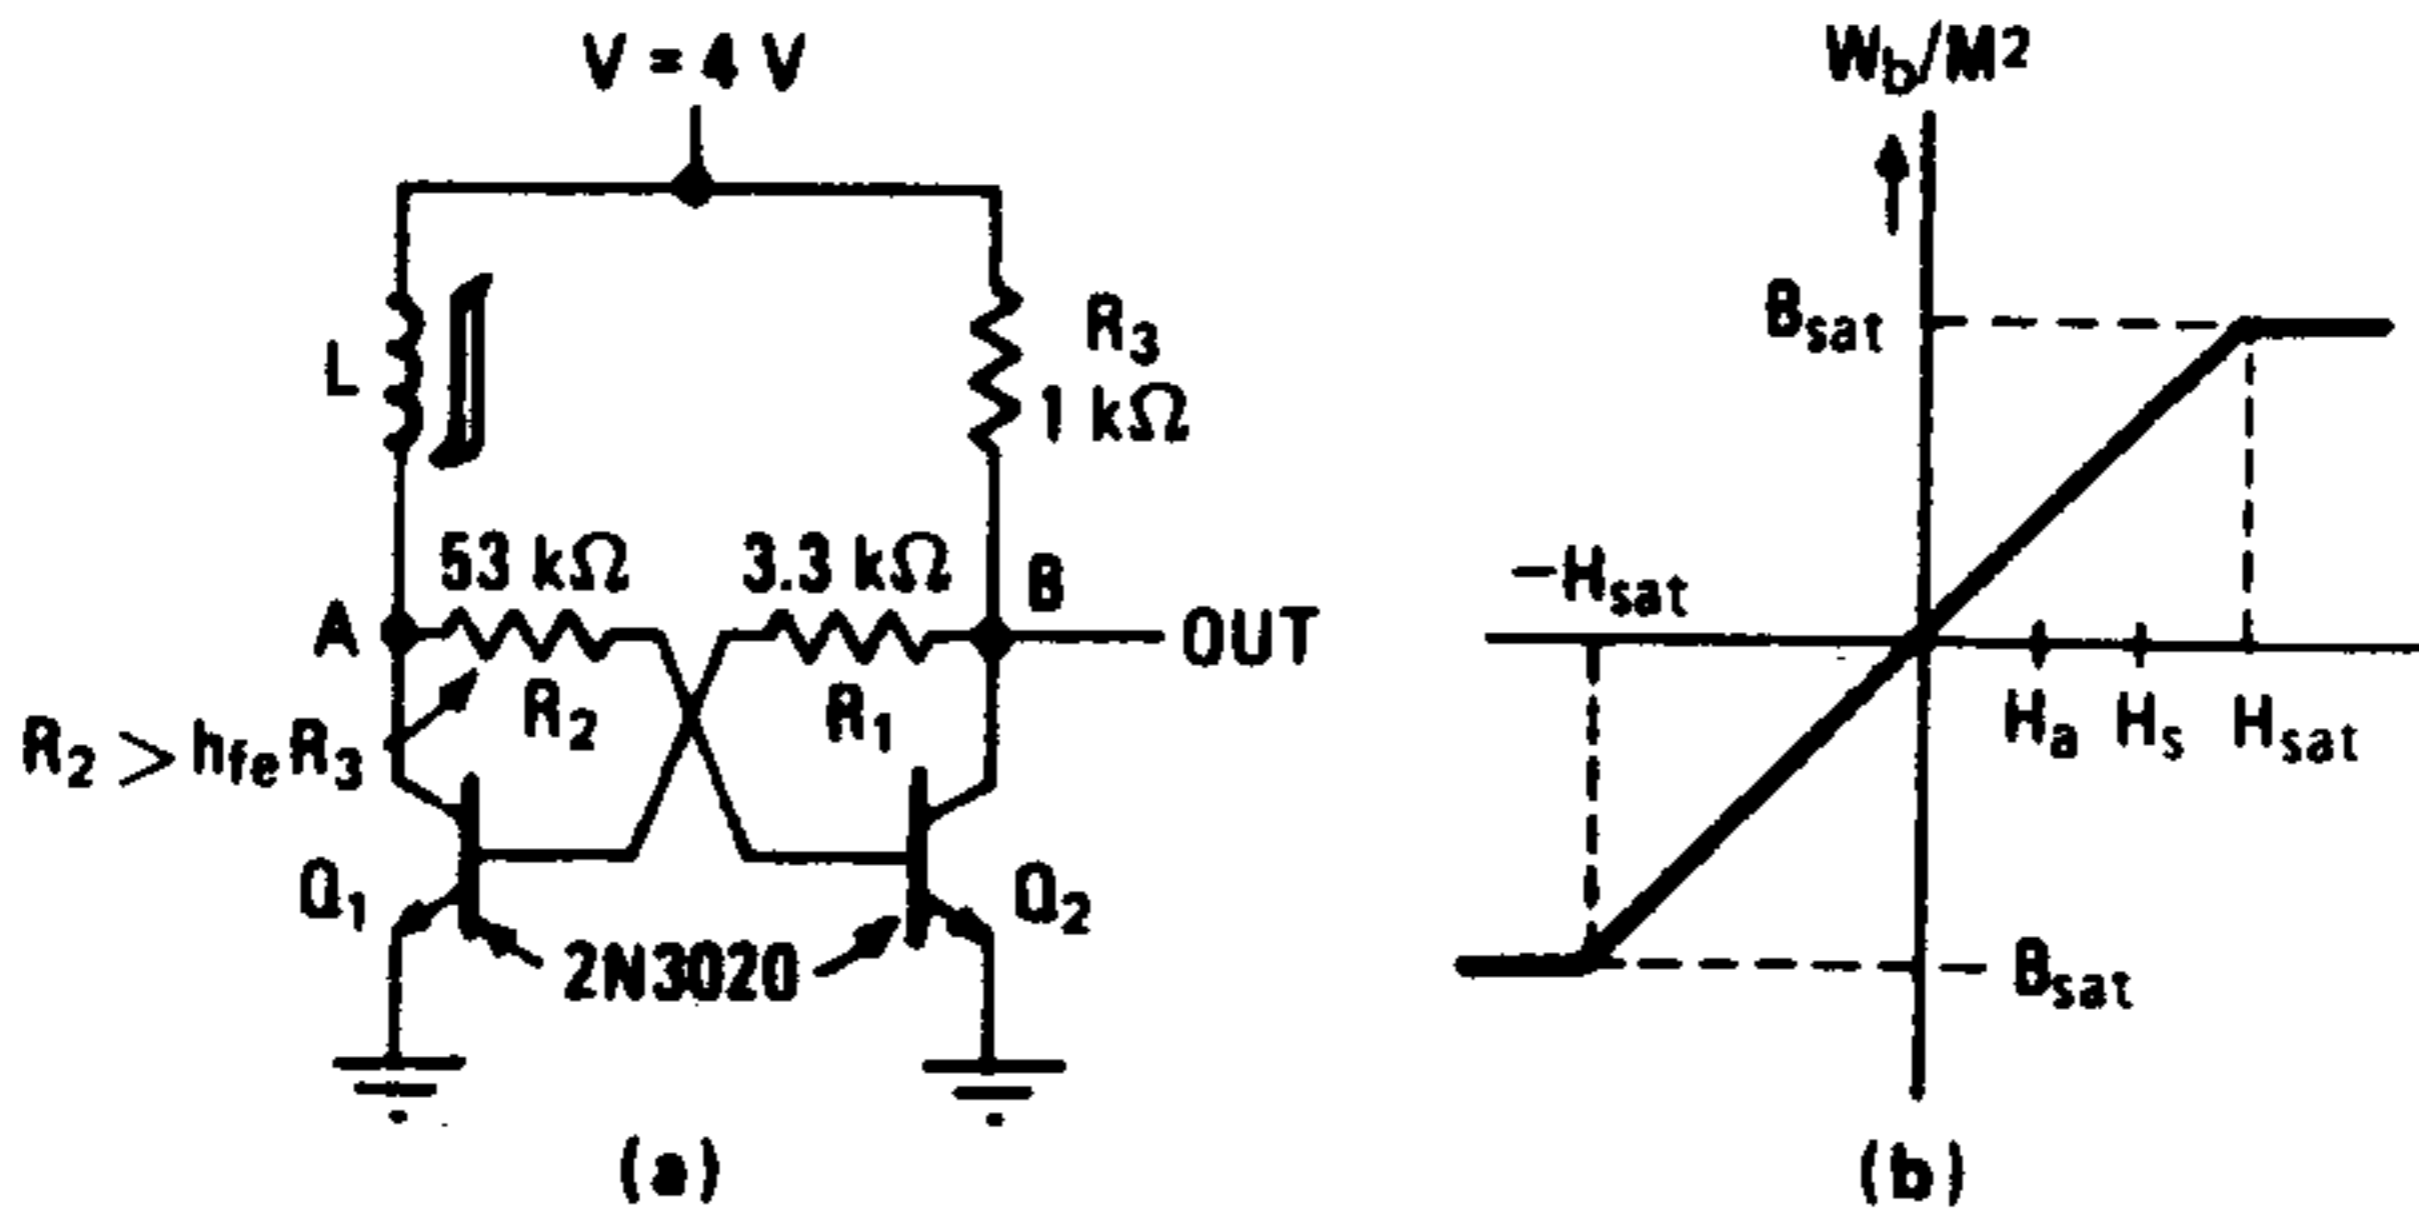 V = 4 V
L
R3
1 kΩ
53 kΩ
3.3 kΩ
A
B
OUT
R2
R1
R2 > hfeR3
Q1
Q2
2N3020
(a)
Wb/M²
Bsat
−Hsat
Ha
Hs
Hsat
Bsat
(b)